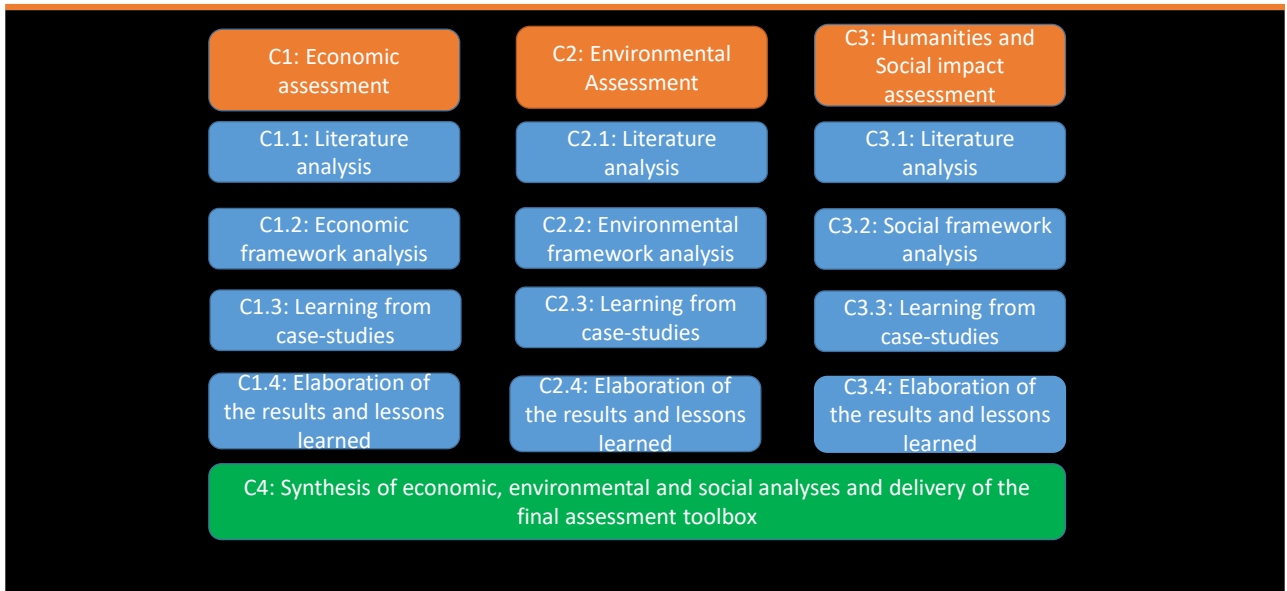 C1: Economic
assessment
C2: Environmental
Assessment
C3: Humanities and
Social impact
assessment
C1.1: Literature
analysis
C2.1: Literature
analysis
C3.1: Literature
analysis
C1.2: Economic
framework analysis
C2.2: Environmental
framework analysis
C3.2: Social framework
analysis
C1.3: Learning from
case-studies
C2.3: Learning from
case-studies
C3.3: Learning from
case-studies
C1.4: Elaboration of
the results and lessons
learned
C2.4: Elaboration of
the results and lessons
learned
C3.4: Elaboration of
the results and lessons
learned
C4: Synthesis of economic, environmental and social analyses and delivery of the
final assessment toolbox